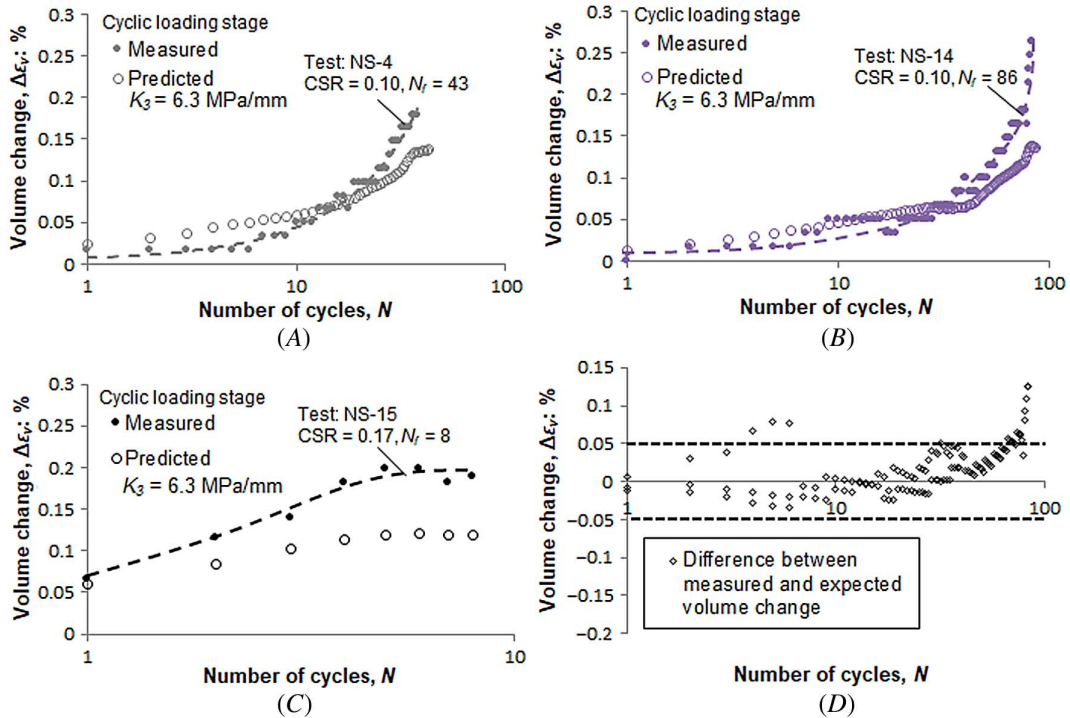 Cyclic loading stage
Measured
Predicted
K3 = 6.3 MPa/mm
Test: NS-4
CSR = 0.10, Nf = 43
Volume change, Δεv: %
0.3
0.25
0.2
0.15
0.1
0.05
0
1
10
100
Number of cycles, N
(A)
Cyclic loading stage
Measured
Predicted
K3 = 6.3 MPa/mm
Test: NS-14
CSR = 0.10, Nf = 86
Volume change, Δεv: %
0.3
0.25
0.2
0.15
0.1
0.05
0
1
10
100
Number of cycles, N
(B)
Cyclic loading stage
Measured
Predicted
K3 = 6.3 MPa/mm
Test: NS-15
CSR = 0.17, Nf = 8
Volume change, Δεv: %
0.3
0.25
0.2
0.15
0.1
0.05
0
1
10
Number of cycles, N
(C)
Volume change, Δεv: %
0.15
0.1
0.05
0
−0.05
−0.1
−0.15
−0.2
1
10
100
Difference between
measured and expected
volume change
Number of cycles, N
(D)